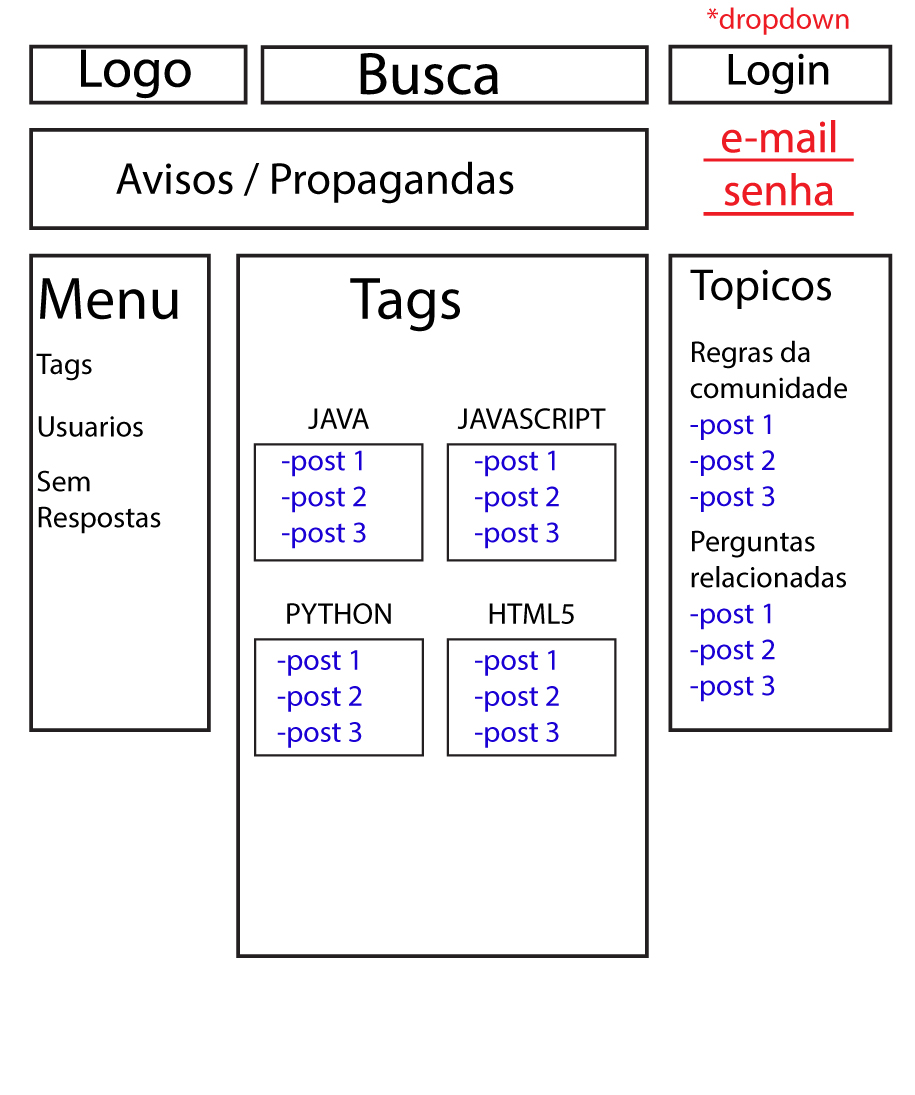 *dropdown
Logo
Busca
Login
e-mail
senha
Avisos / Propagandas
Menu
Tags
Usuarios
Sem
Respostas
Tags
JAVA
-post 1
-post 2
-post 3
JAVASCRIPT
-post 1
-post 2
-post 3
PYTHON
-post 1
-post 2
-post 3
HTML5
-post 1
-post 2
-post 3
Topicos
Regras da
comunidade
-post 1
-post 2
-post 3
Perguntas
relacionadas
-post 1
-post 2
-post 3